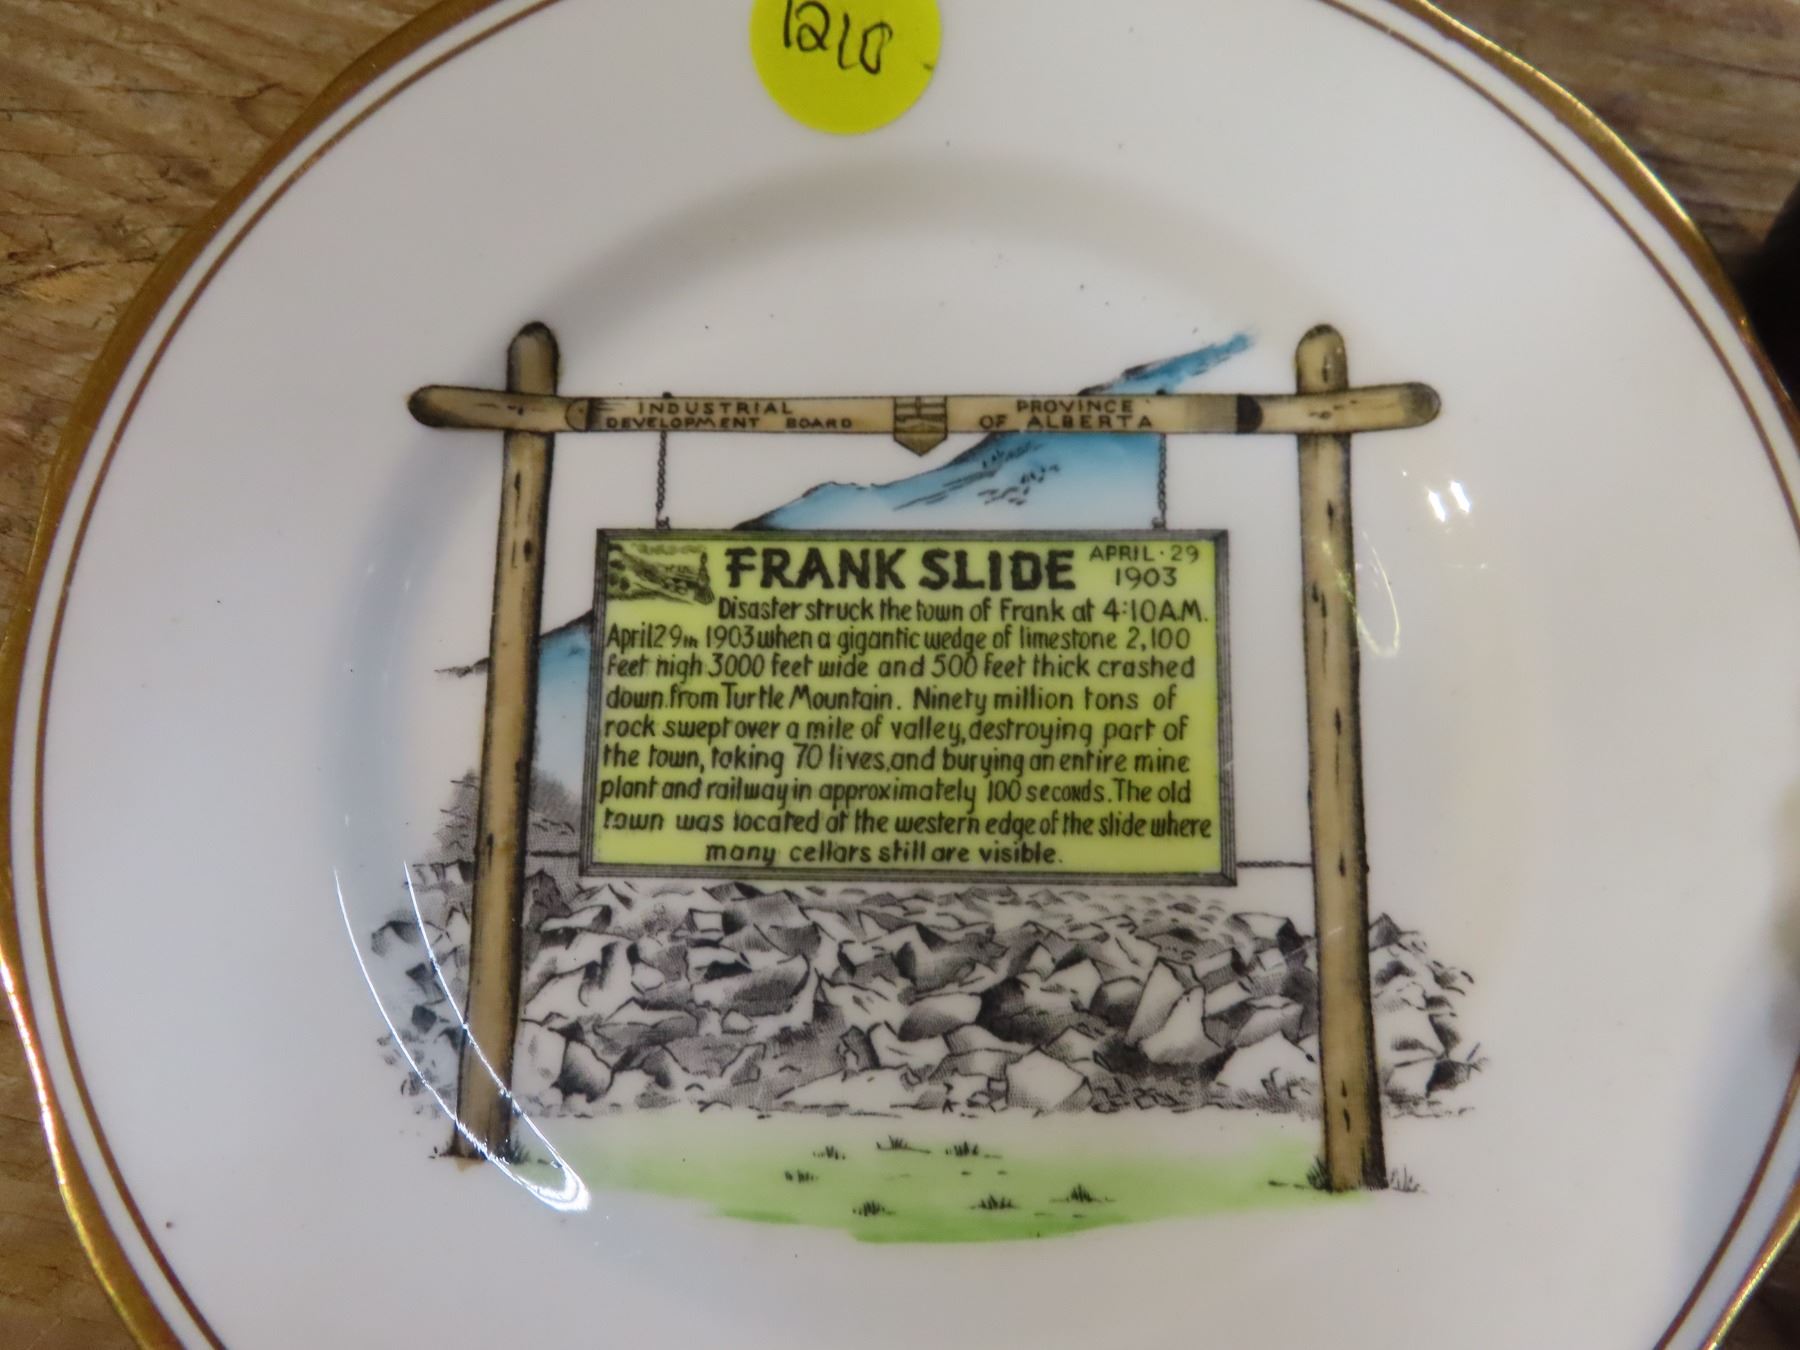 1210
INDUSTRIAL
DEVELOPMENT BOARD
PROVINCE
OF ALBERTA
FRANK SLIDE
APRIL · 29
1903
Disaster struck the town of Frank at 4:10A.M.
April 29th 1903 when a gigantic wedge of limestone 2,100
feet high 3000 feet wide and 500 feet thick crashed
down from Turtle Mountain. Ninety million tons of
rock swept over a mile of valley, destroying part of
the town, taking 70 lives, and burying an entire mine
plant and railway in approximately 100 seconds. The old
town was located at the western edge of the slide where
many cellars still are visible.